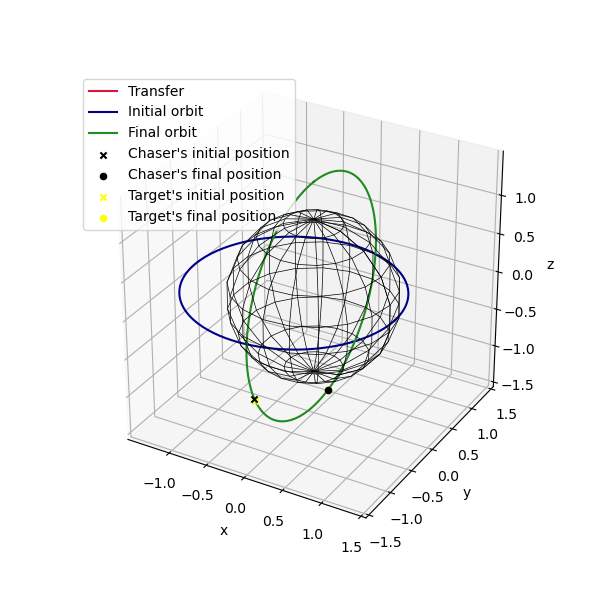 Transfer
Initial orbit
Final orbit
Chaser's initial position
Chaser's final position
Target's initial position
Target's final position
1.0
0.5
0.0
z
−0.5
−1.0
−1.5
1.5
1.0
0.5
0.0
y
−0.5
−1.0
−1.5
−1.0
−0.5
0.0
x
0.5
1.0
1.5